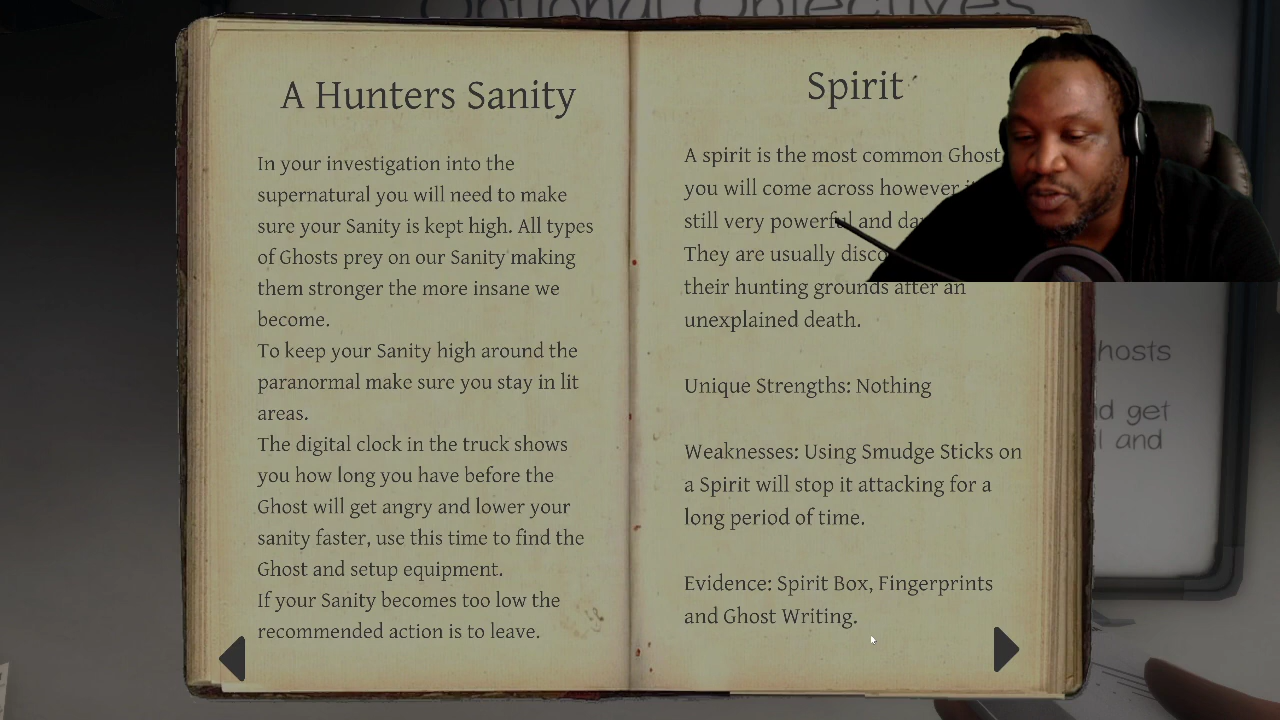 Optional Objectives
A Hunters Sanity
In your investigation into the
supernatural you will need to make
sure your Sanity is kept high. All types
of Ghosts prey on our Sanity making
them stronger the more insane we
become.
To keep your Sanity high around the
paranormal make sure you stay in lit
areas.
The digital clock in the truck shows
you how long you have before the
Ghost will get angry and lower your
sanity faster, use this time to find the
Ghost and setup equipment.
If your Sanity becomes too low the
recommended action is to leave.
Spirit
A spirit is the most common Ghost
you will come across however
still very powerful and
They are usually
their hunting grounds after an
unexplained death.
Unique Strengths: Nothing
Weaknesses: Using Smudge Sticks on
a Spirit will stop it attacking for a
long period of time.
Evidence: Spirit Box, Fingerprints
and Ghost Writing.
get
and